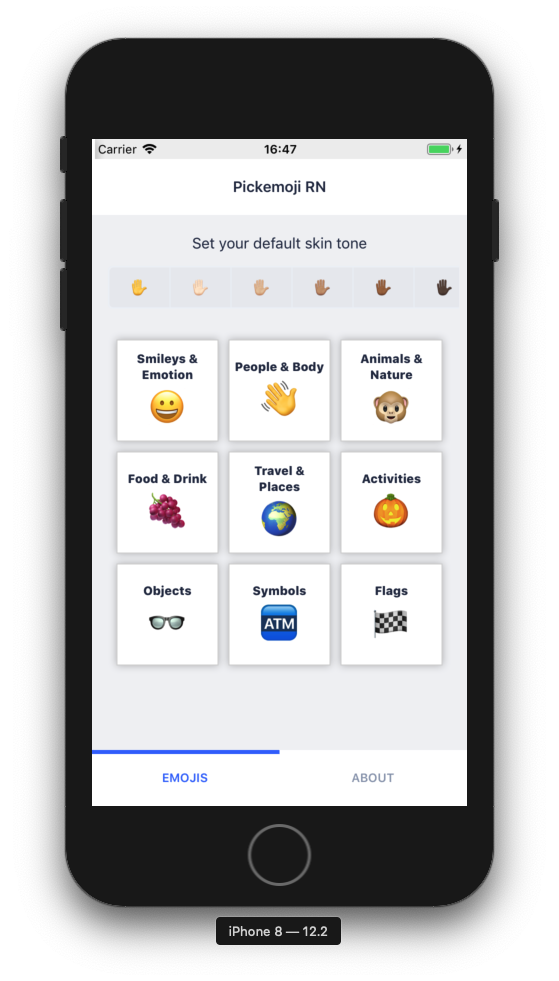 Carrier 16:47
Pickemoji RN
Set your default skin tone
Smileys &
Emotion
People & Body
Animals &
Nature
Food & Drink
Travel &
Places
Activities
Objects
Symbols
ATM
Flags
EMOJIS
ABOUT
iPhone 8 — 12.2